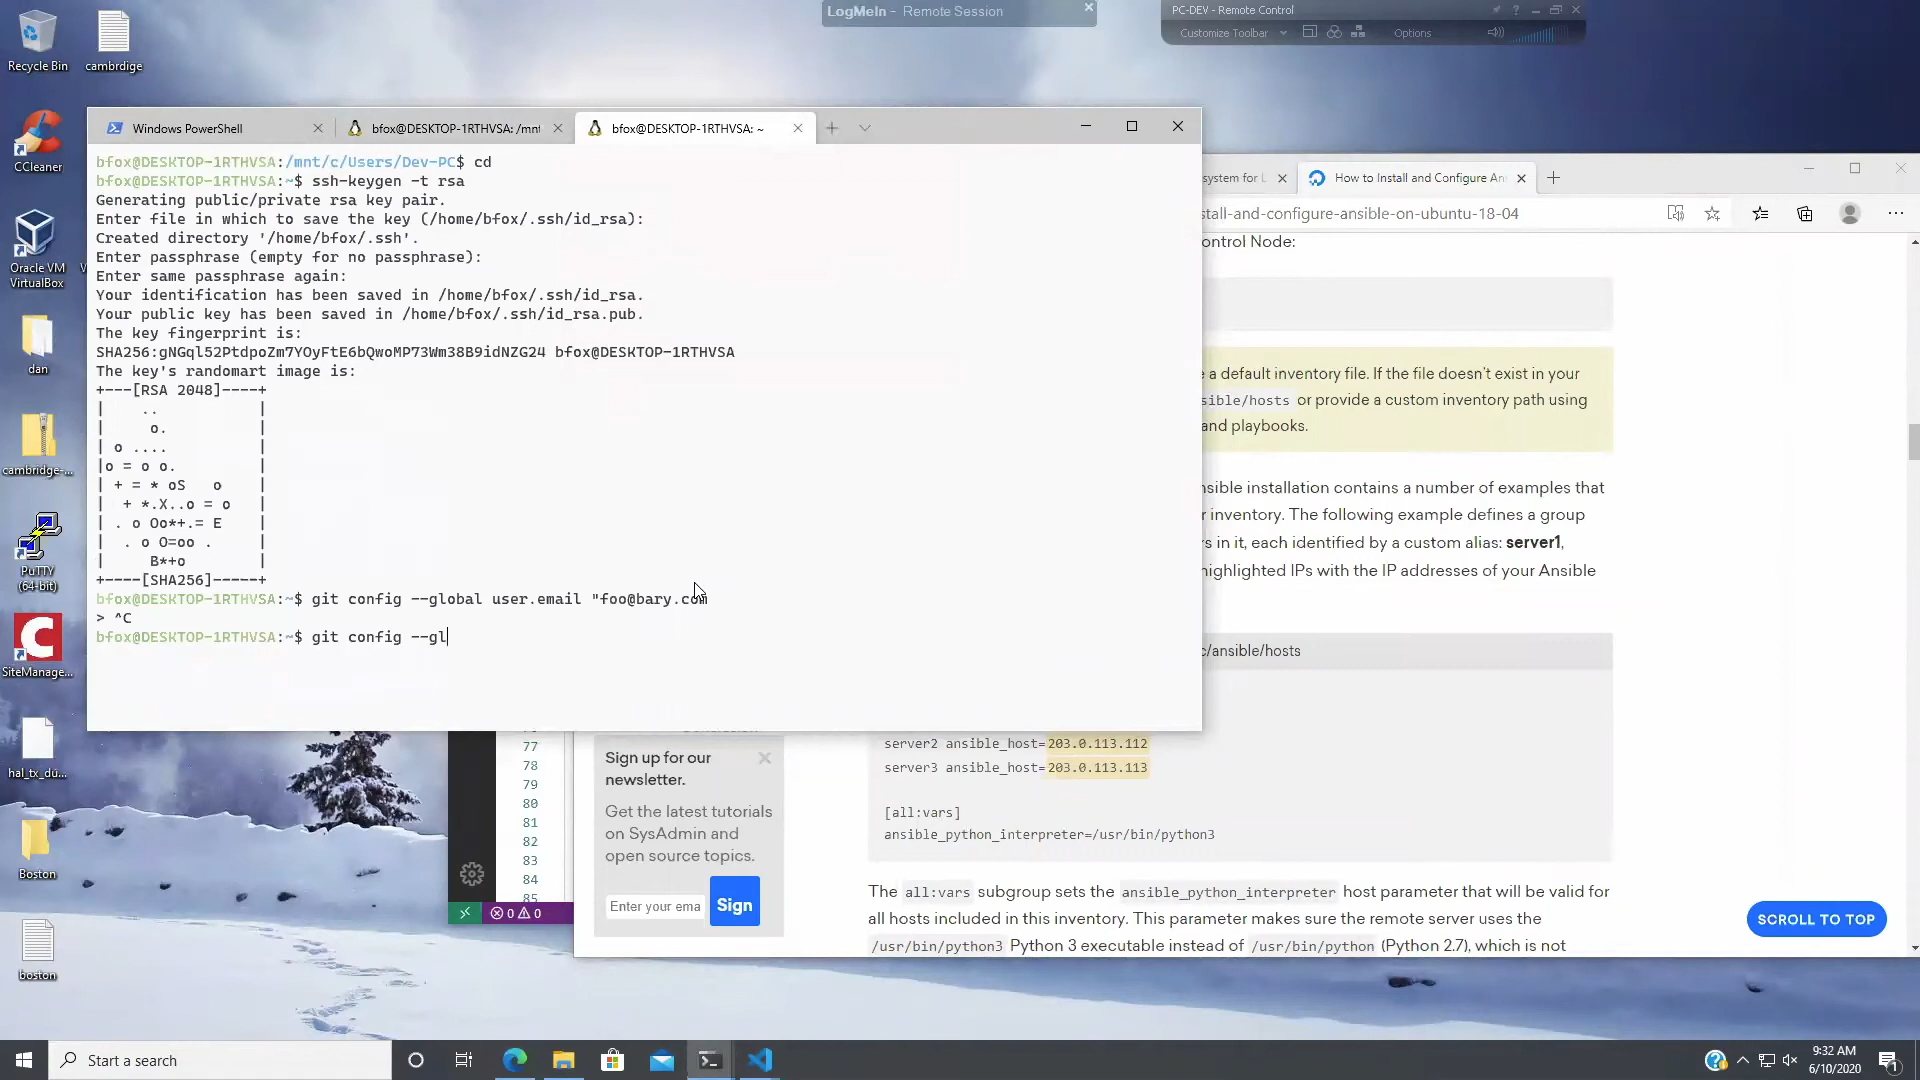 LogMeIn - Remote Session
PC-DEV - Remote Control
Customize Toolbar
Options
Recycle Bin
cambrdige
CCleaner
Oracle VM
VirtualBox
dan
cambridge-...
PuTTY
(64-bit)
SiteManage...
hal_tx_du...
Boston
boston
Windows PowerShell
bfox@DESKTOP-1RTHVSA: /mnt
bfox@DESKTOP-1RTHVSA: ~
bfox@DESKTOP-1RTHVSA:/mnt/c/Users/Dev-PC$ cd
bfox@DESKTOP-1RTHVSA:~$ ssh-keygen -t rsa
Generating public/private rsa key pair.
Enter file in which to save the key (/home/bfox/.ssh/id_rsa):
Created directory '/home/bfox/.ssh'.
Enter passphrase (empty for no passphrase):
Enter same passphrase again:
Your identification has been saved in /home/bfox/.ssh/id_rsa.
Your public key has been saved in /home/bfox/.ssh/id_rsa.pub.
The key fingerprint is:
SHA256:gNGql52PtdpoZm7YOyFtE6bQwoMP73Wm38B9idNZG24 bfox@DESKTOP-1RTHVSA
The key's randomart image is:
+---[RSA 2048]----+
|     ..          |
|      o.         |
| o ....          |
|o = o o.         |
| + = * oS   o    |
|  + *.X..o = o   |
| . o Oo*+.= E    |
|  . o O=oo .     |
|     B*+o        |
+----[SHA256]-----+
bfox@DESKTOP-1RTHVSA:~$ git config --global user.email "foo@bary.com
> ^C
bfox@DESKTOP-1RTHVSA:~$ git config --gl
system for L
How to Install and Configure An
stall-and-configure-ansible-on-ubuntu-18-04
ontrol Node:
e a default inventory file. If the file doesn't exist in your
sible/hosts or provide a custom inventory path using
and playbooks.
nsible installation contains a number of examples that
r inventory. The following example defines a group
rs in it, each identified by a custom alias: server1,
highlighted IPs with the IP addresses of your Ansible
c/ansible/hosts
server2 ansible_host=203.0.113.112
server3 ansible_host=203.0.113.113
[all:vars]
ansible_python_interpreter=/usr/bin/python3
The all:vars subgroup sets the ansible_python_interpreter host parameter that will be valid for
all hosts included in this inventory. This parameter makes sure the remote server uses the
/usr/bin/python3 Python 3 executable instead of /usr/bin/python (Python 2.7), which is not
SCROLL TO TOP
Sign up for our
newsletter.
Get the latest tutorials
on SysAdmin and
open source topics.
Enter your ema
Sign
77
78
79
80
81
82
83
84
85
0 0
Start a search
9:32 AM
6/10/2020
1